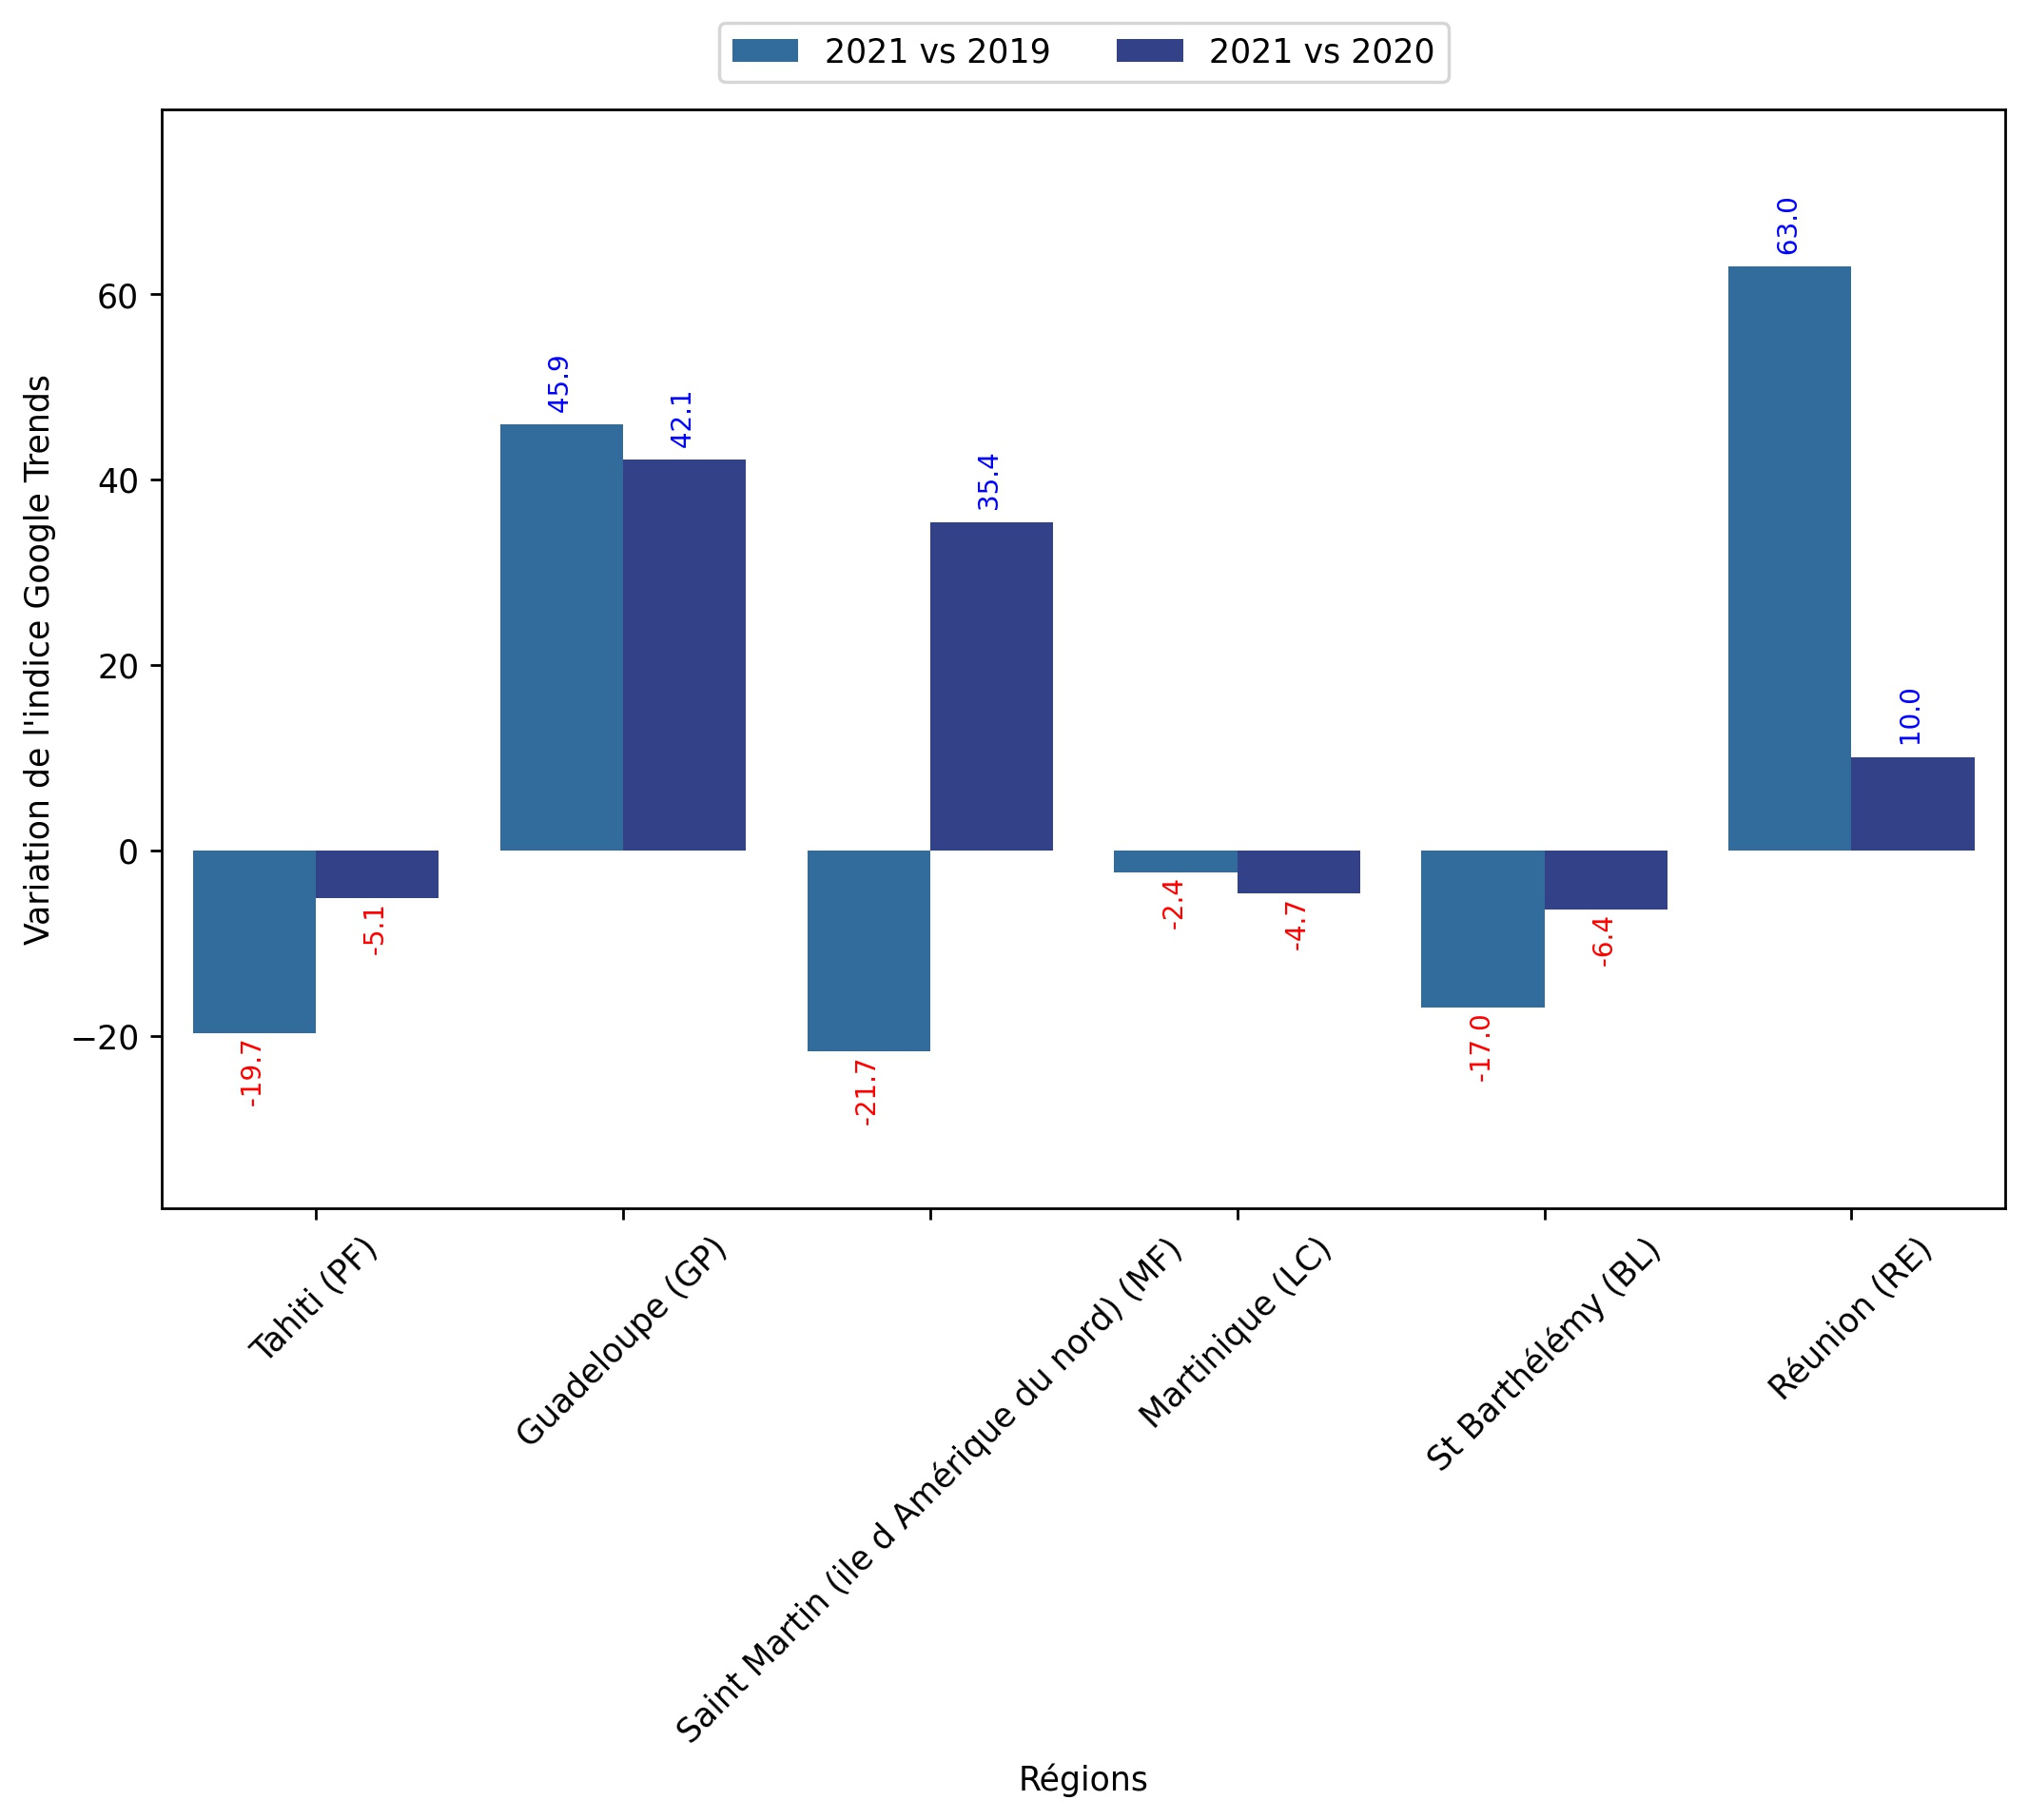 2021 vs 2019
2021 vs 2020
Variation de l'indice Google Trends
60
40
20
0
−20
-19.7
-5.1
45.9
42.1
-21.7
35.4
-2.4
-4.7
-17.0
-6.4
63.0
10.0
Tahiti (PF)
Guadeloupe (GP)
Saint Martin (ile d Amérique du nord) (MF)
Martinique (LC)
St Barthélémy (BL)
Réunion (RE)
Régions